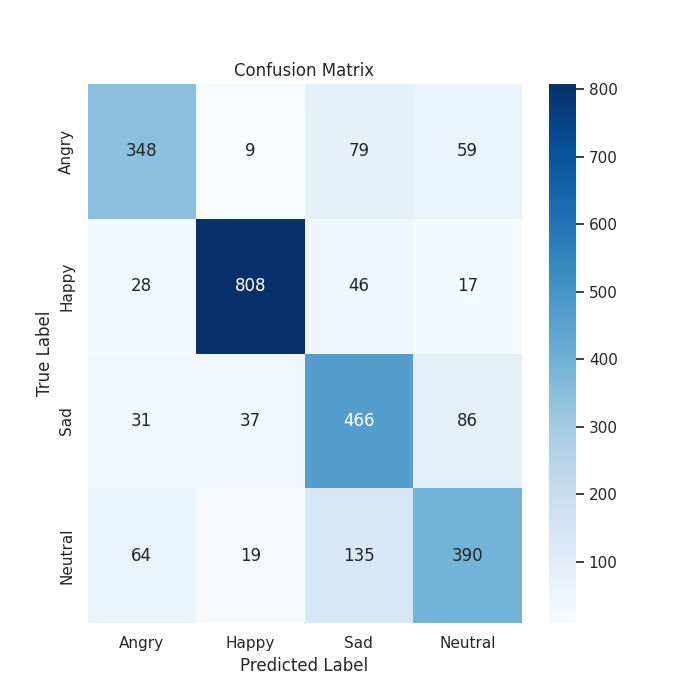 Confusion Matrix
Angry 348 9 79 59
Happy 28 808 46 17
Sad 31 37 466 86
Neutral 64 19 135 390
Angry Happy Sad Neutral
Predicted Label
True Label
800
700
600
500
400
300
200
100